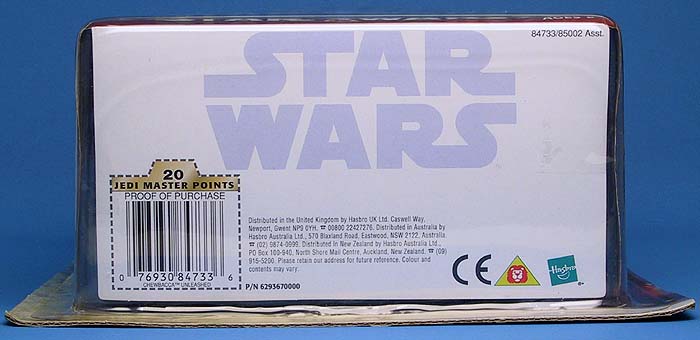 84733/85002 Asst.
STAR
WARS
20
JEDI MASTER POINTS
PROOF OF PURCHASE
0 76930 84733 6
CHEWBACCA™ UNLEASHED
Distributed in the United Kingdom by Hasbro UK Ltd. Caswell Way,
Newport, Gwent NP9 0YH. ☎ 00800 22427276. Distributed in Australia by
Hasbro Australia Ltd., 570 Blaxland Road, Eastwood, NSW 2122, Australia.
☎ (02) 9874-0999. Distributed in New Zealand by Hasbro Australia Ltd.,
PO Box 100-940, North Shore Mail Centre, Auckland, New Zealand. ☎ (09)
915-5200. Please retain our address for future reference. Colour and
contents may vary.
P/N 6293670000
CE
Hasbro